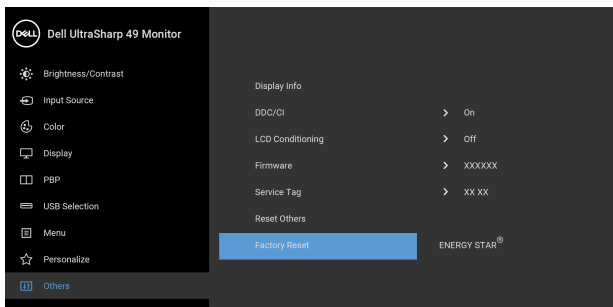 DELL Dell UltraSharp 49 Monitor
Brightness/Contrast
Input Source
Color
Display
PBP
USB Selection
Menu
Personalize
Others
Display Info
DDC/CI On
LCD Conditioning Off
Firmware XXXXXX
Service Tag XX XX
Reset Others
Factory Reset ENERGY STAR®